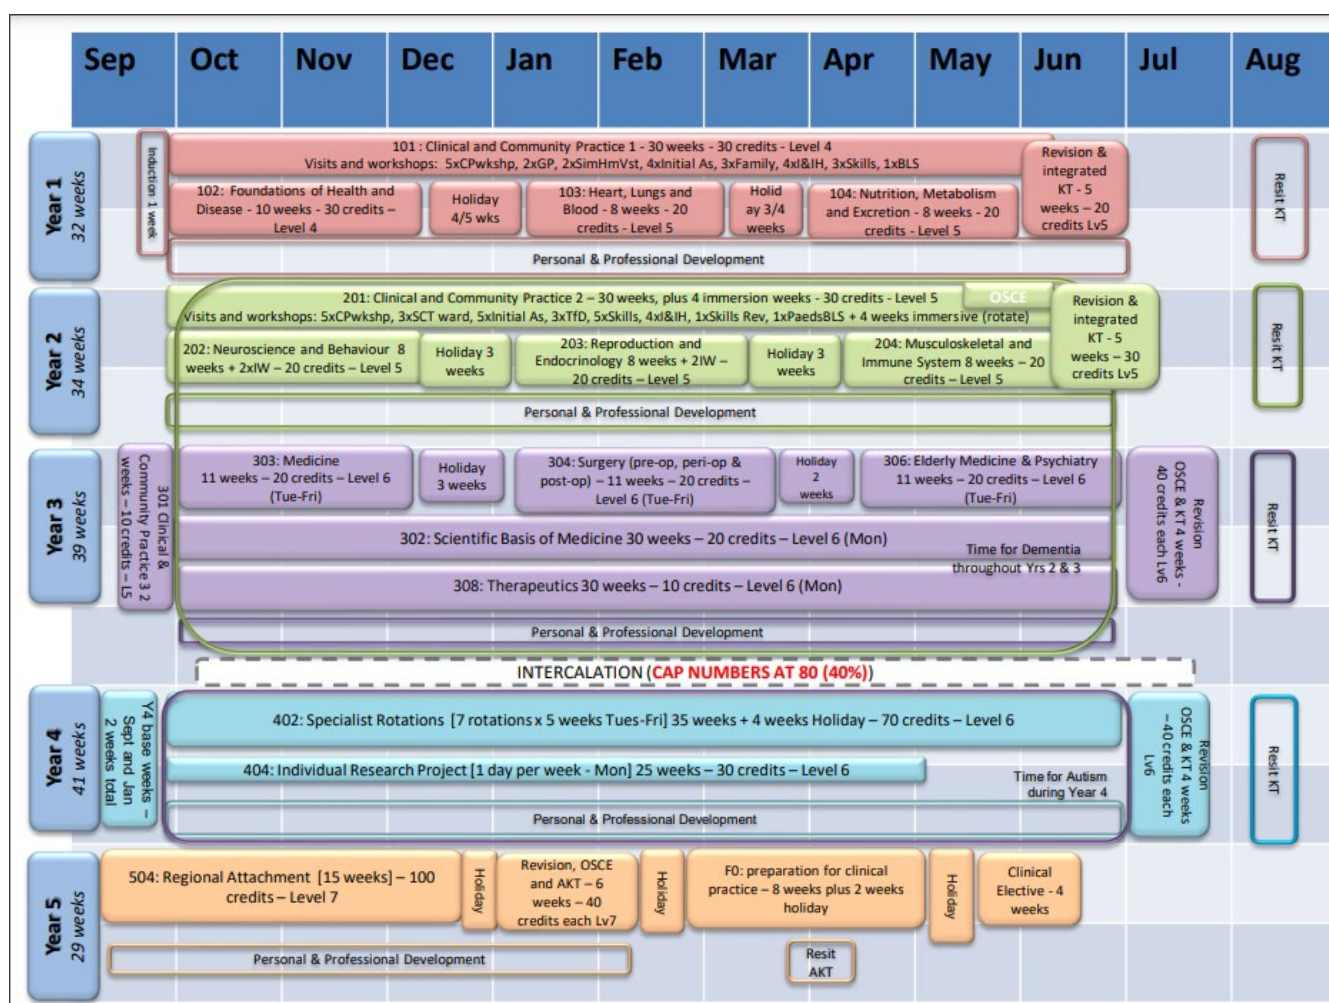 Sep Oct Nov Dec Jan Feb Mar Apr May Jun Jul Aug
Year 1
32 weeks
Induction 1 week
101 : Clinical and Community Practice 1 - 30 weeks - 30 credits - Level 4
Visits and workshops: 5xCPwkshp, 2xGP, 2xSimHmVst, 4xInitial As, 3xFamily, 4xI&IH, 3xSkills, 1xBLS
102: Foundations of Health and
Disease - 10 weeks - 30 credits –
Level 4
Holiday
4/5 wks
103: Heart, Lungs and
Blood - 8 weeks - 20
credits - Level 5
Holid
ay 3/4
weeks
104: Nutrition, Metabolism
and Excretion - 8 weeks - 20
credits - Level 5
Revision &
integrated
KT - 5
weeks – 20
credits Lv5
Resit KT
Personal & Professional Development
Year 2
34 weeks
201: Clinical and Community Practice 2 – 30 weeks, plus 4 immersion weeks - 30 credits - Level 5
OSCE
Visits and workshops: 5xCPwkshp, 3xSCT ward, 5xInitial As, 3xTfD, 5xSkills, 4xI&IH, 1xSkills Rev, 1xPaedsBLS + 4 weeks immersive (rotate)
202: Neuroscience and Behaviour 8
weeks + 2xIW – 20 credits – Level 5
Holiday 3
weeks
203: Reproduction and
Endocrinology 8 weeks + 2IW –
20 credits – Level 5
Holiday 3
weeks
204: Musculoskeletal and
Immune System 8 weeks – 20
credits – Level 5
Revision &
integrated
KT - 5
weeks – 30
credits Lv5
Resit KT
Personal & Professional Development
Year 3
39 weeks
301 Clinical &
Community Practice 3 2
weeks – 10 credits – L5
303: Medicine
11 weeks – 20 credits – Level 6
(Tue-Fri)
Holiday
3 weeks
304: Surgery (pre-op, peri-op &
post-op) – 11 weeks – 20 credits –
Level 6 (Tue-Fri)
Holiday
2
weeks
306: Elderly Medicine & Psychiatry
11 weeks – 20 credits – Level 6
(Tue-Fri)
Revision
OSCE & KT 4 weeks -
40 credits each Lv6
Resit KT
302: Scientific Basis of Medicine 30 weeks – 20 credits – Level 6 (Mon)
Time for Dementia
throughout Yrs 2 & 3
308: Therapeutics 30 weeks – 10 credits – Level 6 (Mon)
Personal & Professional Development
INTERCALATION (CAP NUMBERS AT 80 (40%))
Year 4
41 weeks
Y4 base weeks –
Sept and Jan
2 weeks total
402: Specialist Rotations [7 rotations x 5 weeks Tues-Fri] 35 weeks + 4 weeks Holiday – 70 credits – Level 6
404: Individual Research Project [1 day per week - Mon] 25 weeks – 30 credits – Level 6
Time for Autism
during Year 4
Personal & Professional Development
Revision
OSCE & KT 4 weeks
– 40 credits each
Lv6
Resit KT
Year 5
29 weeks
504: Regional Attachment [15 weeks] – 100
credits – Level 7
Holiday
Revision, OSCE
and AKT – 6
weeks – 40
credits each Lv7
Holiday
F0: preparation for clinical
practice – 8 weeks plus 2 weeks
holiday
Holiday
Clinical
Elective - 4
weeks
Personal & Professional Development
Resit
AKT